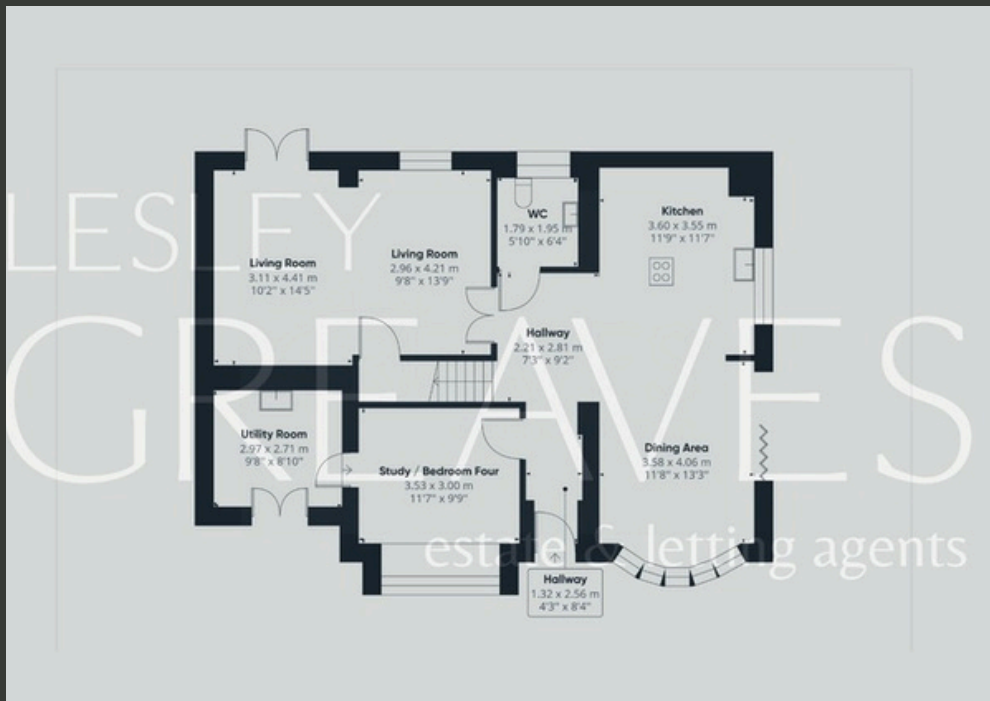 LESLEY
GREAVES
estate & letting agents
Living Room
3.11 x 4.41 m
10'2" x 14'5"
Living Room
2.96 x 4.21 m
9'8" x 13'9"
WC
1.79 x 1.95 m
5'10" x 6'4"
Kitchen
3.60 x 3.55 m
11'9" x 11'7"
Hallway
2.21 x 2.81 m
7'3" x 9'2"
Utility Room
2.97 x 2.71 m
9'8" x 8'10"
Study / Bedroom Four
3.53 x 3.00 m
11'7" x 9'9"
Dining Area
3.58 x 4.06 m
11'8" x 13'3"
Hallway
1.32 x 2.56 m
4'3" x 8'4"